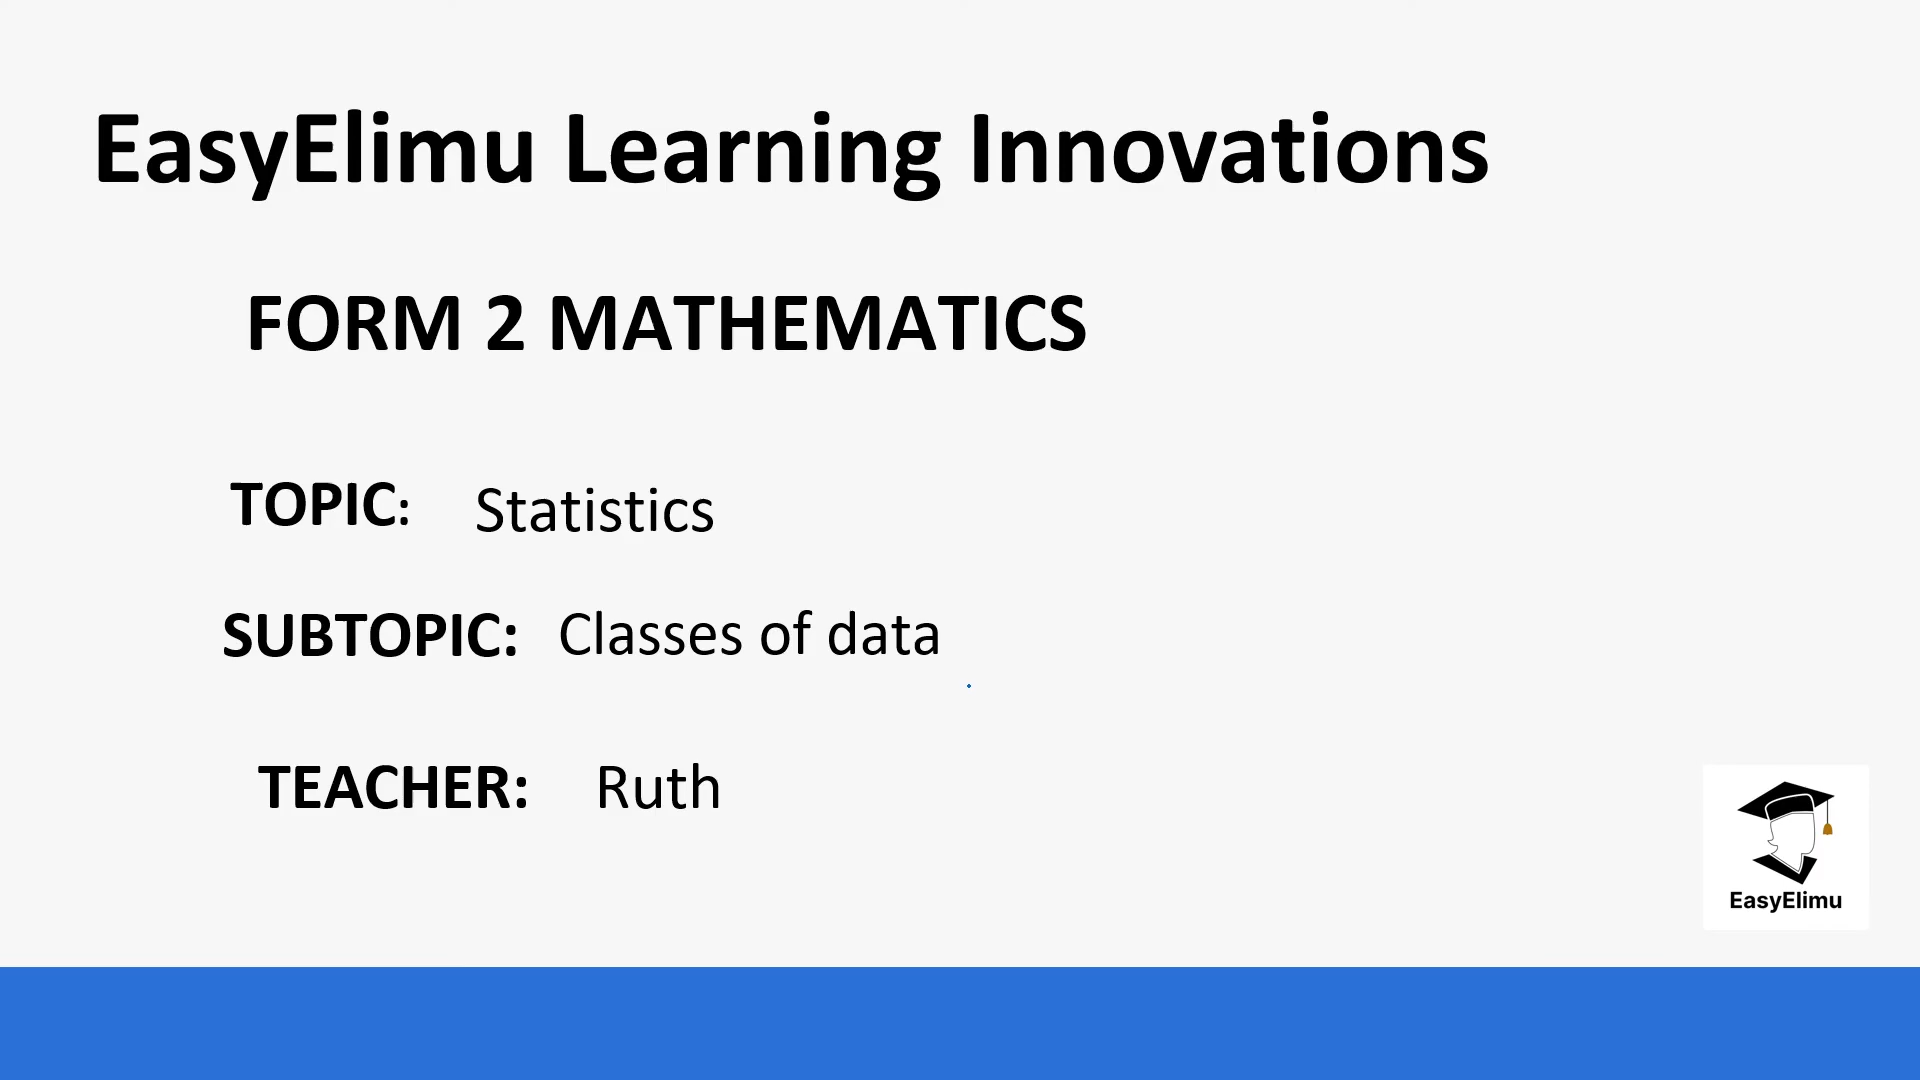 EasyElimu Learning Innovations
FORM 2 MATHEMATICS
TOPIC: Statistics
SUBTOPIC: Classes of data
TEACHER: Ruth
EasyElimu